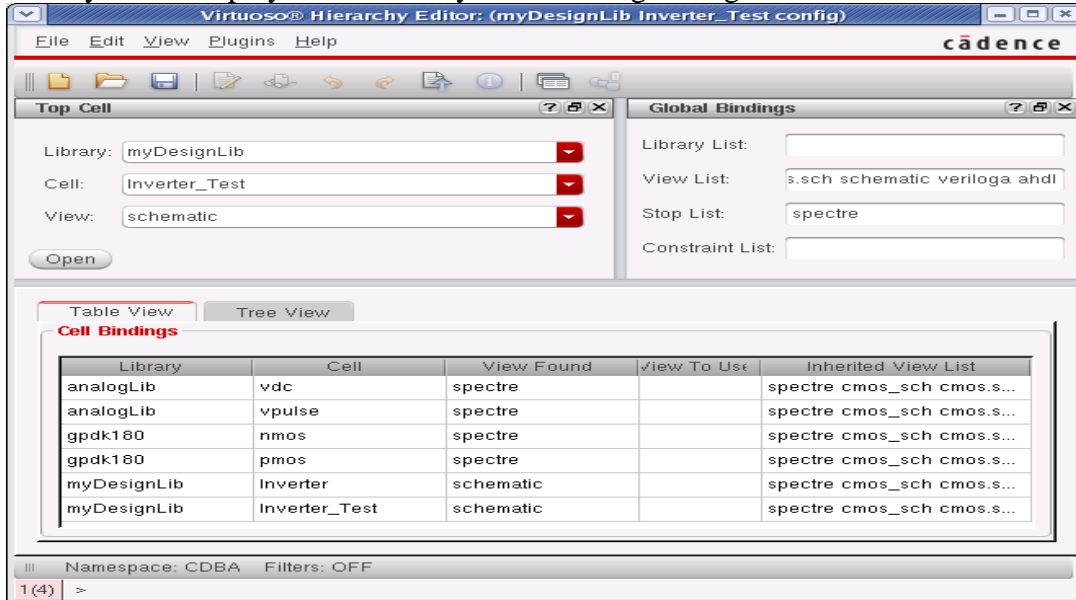 Virtuoso® Hierarchy Editor: (myDesignLib Inverter_Test config)
File Edit View Plugins Help
cādence
Top Cell
Library: myDesignLib
Cell: Inverter_Test
View: schematic
Open
Global Bindings
Library List:
View List: s.sch schematic veriloga ahdl
Stop List: spectre
Constraint List:
Table View Tree View
Cell Bindings
Library Cell View Found View To Use Inherited View List
analogLib vdc spectre spectre cmos_sch cmos.s...
analogLib vpulse spectre spectre cmos_sch cmos.s...
gpdk180 nmos spectre spectre cmos_sch cmos.s...
gpdk180 pmos spectre spectre cmos_sch cmos.s...
myDesignLib Inverter schematic spectre cmos_sch cmos.s...
myDesignLib Inverter_Test schematic spectre cmos_sch cmos.s...
Namespace: CDBA Filters: OFF
1(4) >